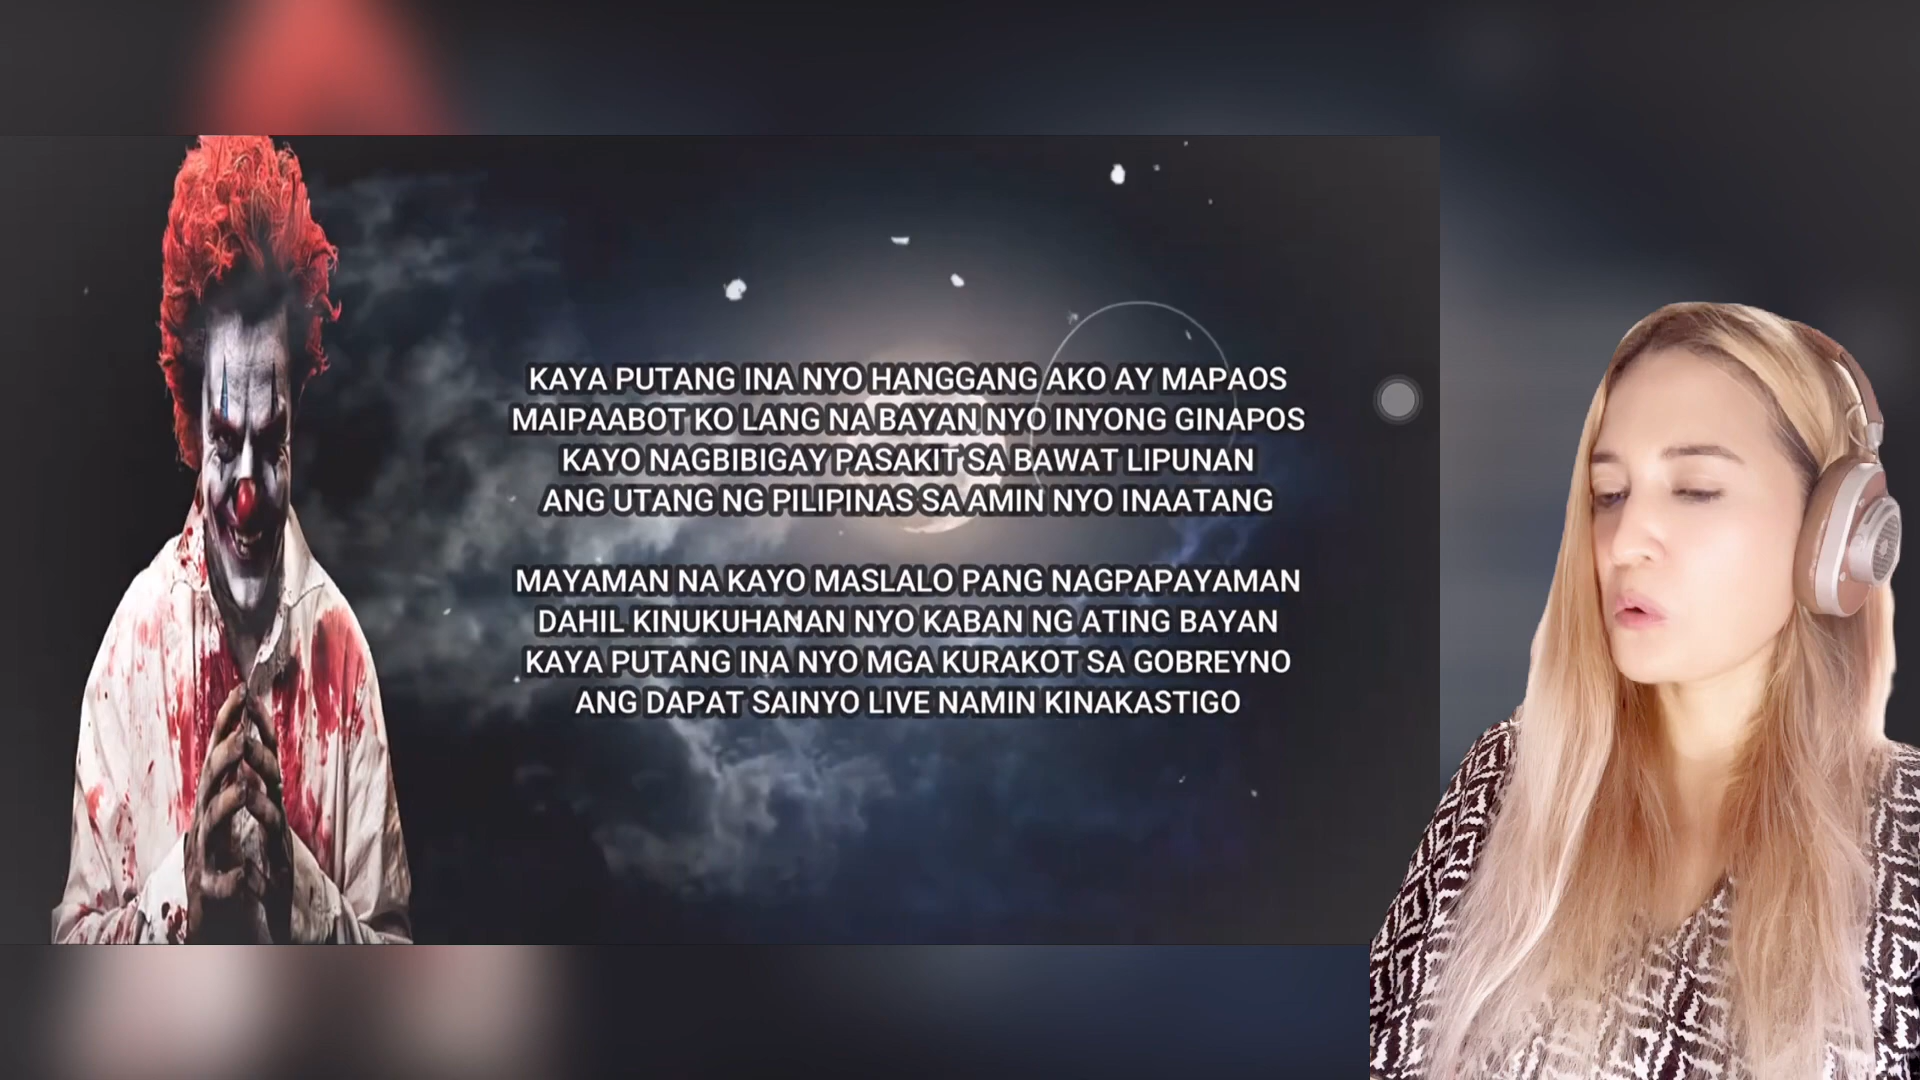 KAYA PUTANG INA NYO HANGGANG AKO AY MAPAOS
MAIPAABOT KO LANG NA BAYAN NYO INYONG GINAPOS
KAYO NAGBIBIGAY PASAKIT SA BAWAT LIPUNAN
ANG UTANG NG PILIPINAS SA AMIN NYO INAATANG
MAYAMAN NA KAYO MASLALO PANG NAGPAPAYAMAN
DAHIL KINUKUHANAN NYO KABAN NG ATING BAYAN
KAYA PUTANG INA NYO MGA KURAKOT SA GOBREYNO
ANG DAPAT SAINYO LIVE NAMIN KINAKASTIGO